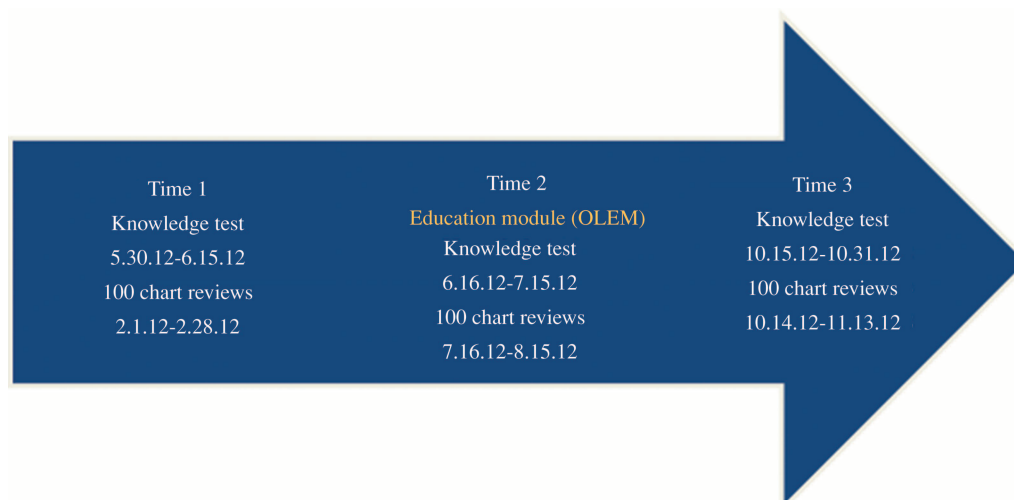 Time 1
Knowledge test
5.30.12-6.15.12
100 chart reviews
2.1.12-2.28.12
Time 2
Education module (OLEM)
Knowledge test
6.16.12-7.15.12
100 chart reviews
7.16.12-8.15.12
Time 3
Knowledge test
10.15.12-10.31.12
100 chart reviews
10.14.12-11.13.12